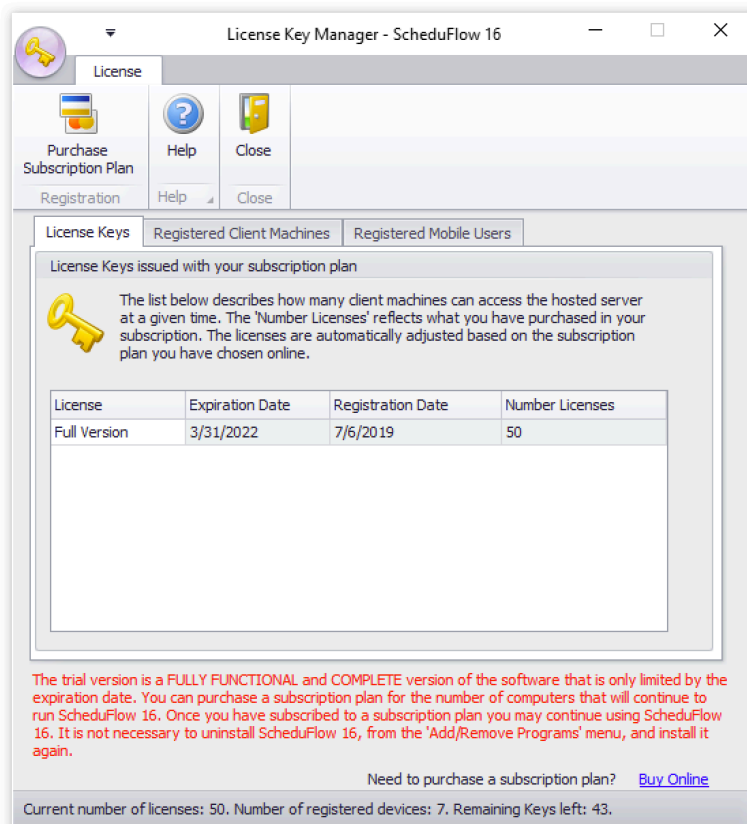 License Key Manager - ScheduFlow 16
License
Purchase
Subscription Plan
Help
Close
Registration
Help
Close
License Keys
Registered Client Machines
Registered Mobile Users
License Keys issued with your subscription plan
The list below describes how many client machines can access the hosted server
at a given time. The 'Number Licenses' reflects what you have purchased in your
subscription. The licenses are automatically adjusted based on the subscription
plan you have chosen online.
License Expiration Date Registration Date Number Licenses
Full Version 3/31/2022 7/6/2019 50
The trial version is a FULLY FUNCTIONAL and COMPLETE version of the software that is only limited by the
expiration date. You can purchase a subscription plan for the number of computers that will continue to
run ScheduFlow 16. Once you have subscribed to a subscription plan you may continue using ScheduFlow
16. It is not necessary to uninstall ScheduFlow 16, from the 'Add/Remove Programs' menu, and install it
again.
Need to purchase a subscription plan? Buy Online
Current number of licenses: 50. Number of registered devices: 7. Remaining Keys left: 43.